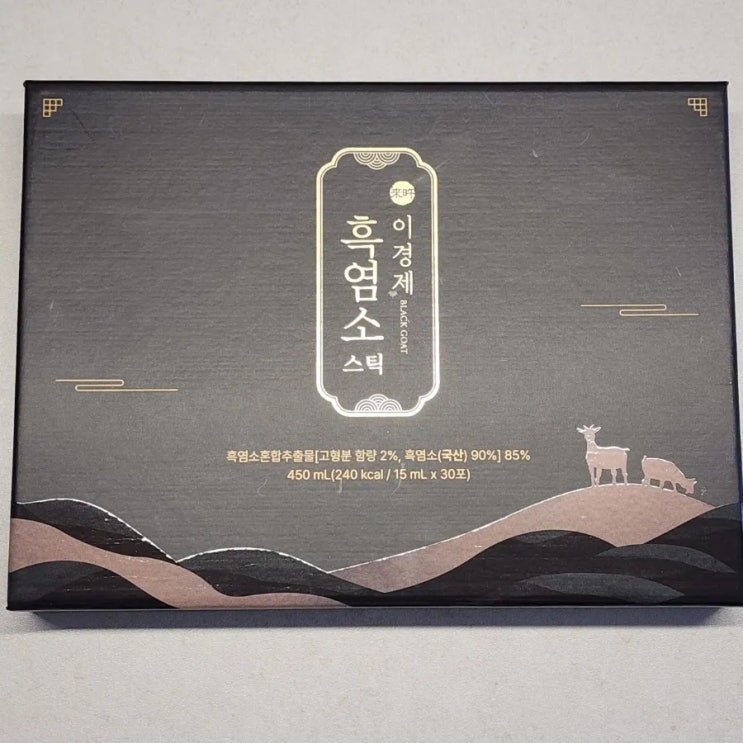 이경제
흑염소
스틱
BLACK GOAT
흑염소혼합추출물[고형분 함량 2%, 흑염소(국산) 90%] 85%
450 mL(240 kcal / 15 mL x 30포)